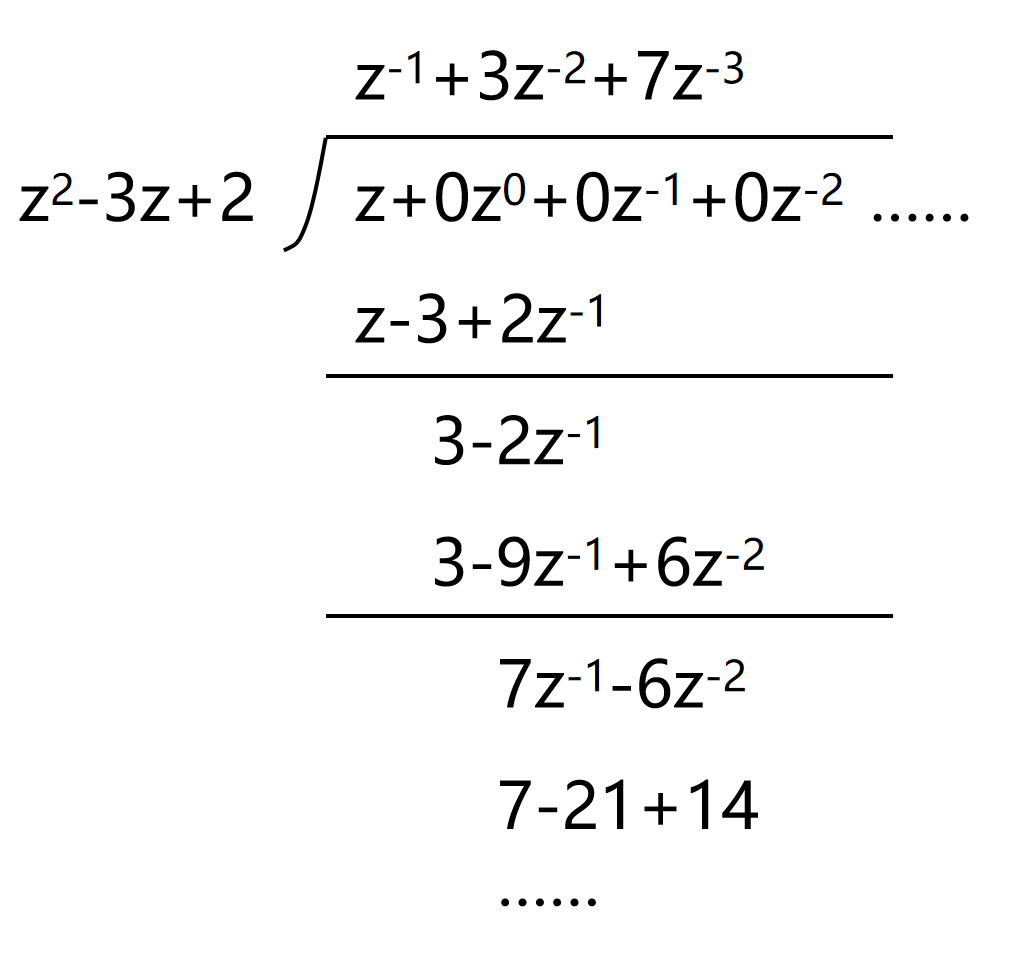 z⁻¹+3z⁻²+7z⁻³
z²-3z+2 z+0z⁰+0z⁻¹+0z⁻² ......
z-3+2z⁻¹
3-2z⁻¹
3-9z⁻¹+6z⁻²
7z⁻¹-6z⁻²
7-21+14
......